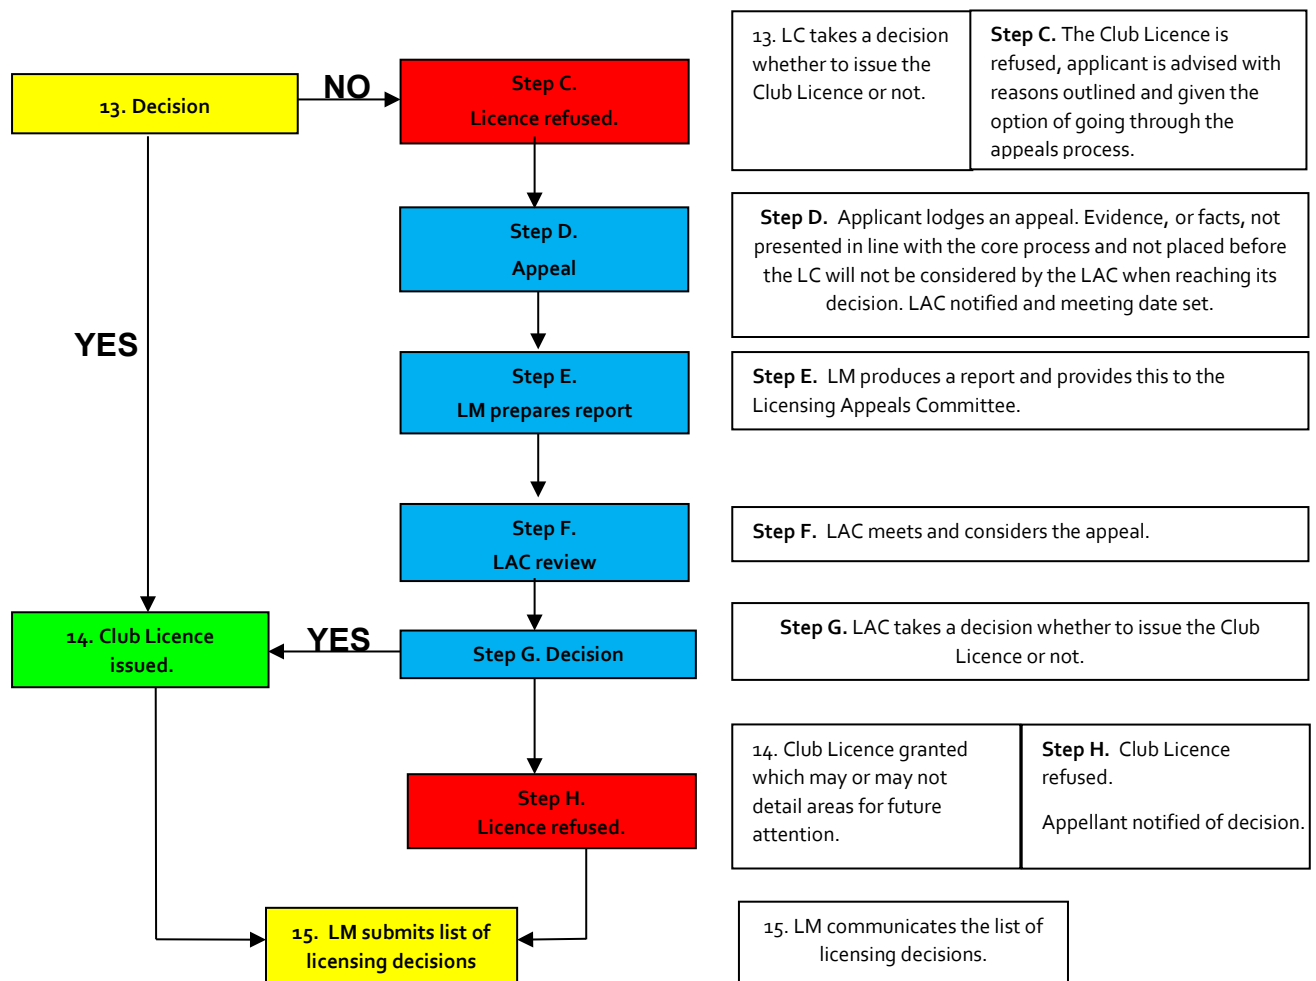 13. Decision
NO
Step C.
Licence refused.
13. LC takes a decision
whether to issue the
Club Licence or not.
Step C. The Club Licence is
refused, applicant is advised with
reasons outlined and given the
option of going through the
appeals process.
Step D.
Appeal
Step D. Applicant lodges an appeal. Evidence, or facts, not
presented in line with the core process and not placed before
the LC will not be considered by the LAC when reaching its
decision. LAC notified and meeting date set.
YES
Step E.
LM prepares report
Step E. LM produces a report and provides this to the
Licensing Appeals Committee.
Step F.
LAC review
Step F. LAC meets and considers the appeal.
14. Club Licence
issued.
YES
Step G. Decision
Step G. LAC takes a decision whether to issue the Club
Licence or not.
Step H.
Licence refused.
14. Club Licence granted
which may or may not
detail areas for future
attention.
Step H. Club Licence
refused.
Appellant notified of decision.
15. LM submits list of
licensing decisions
15. LM communicates the list of
licensing decisions.